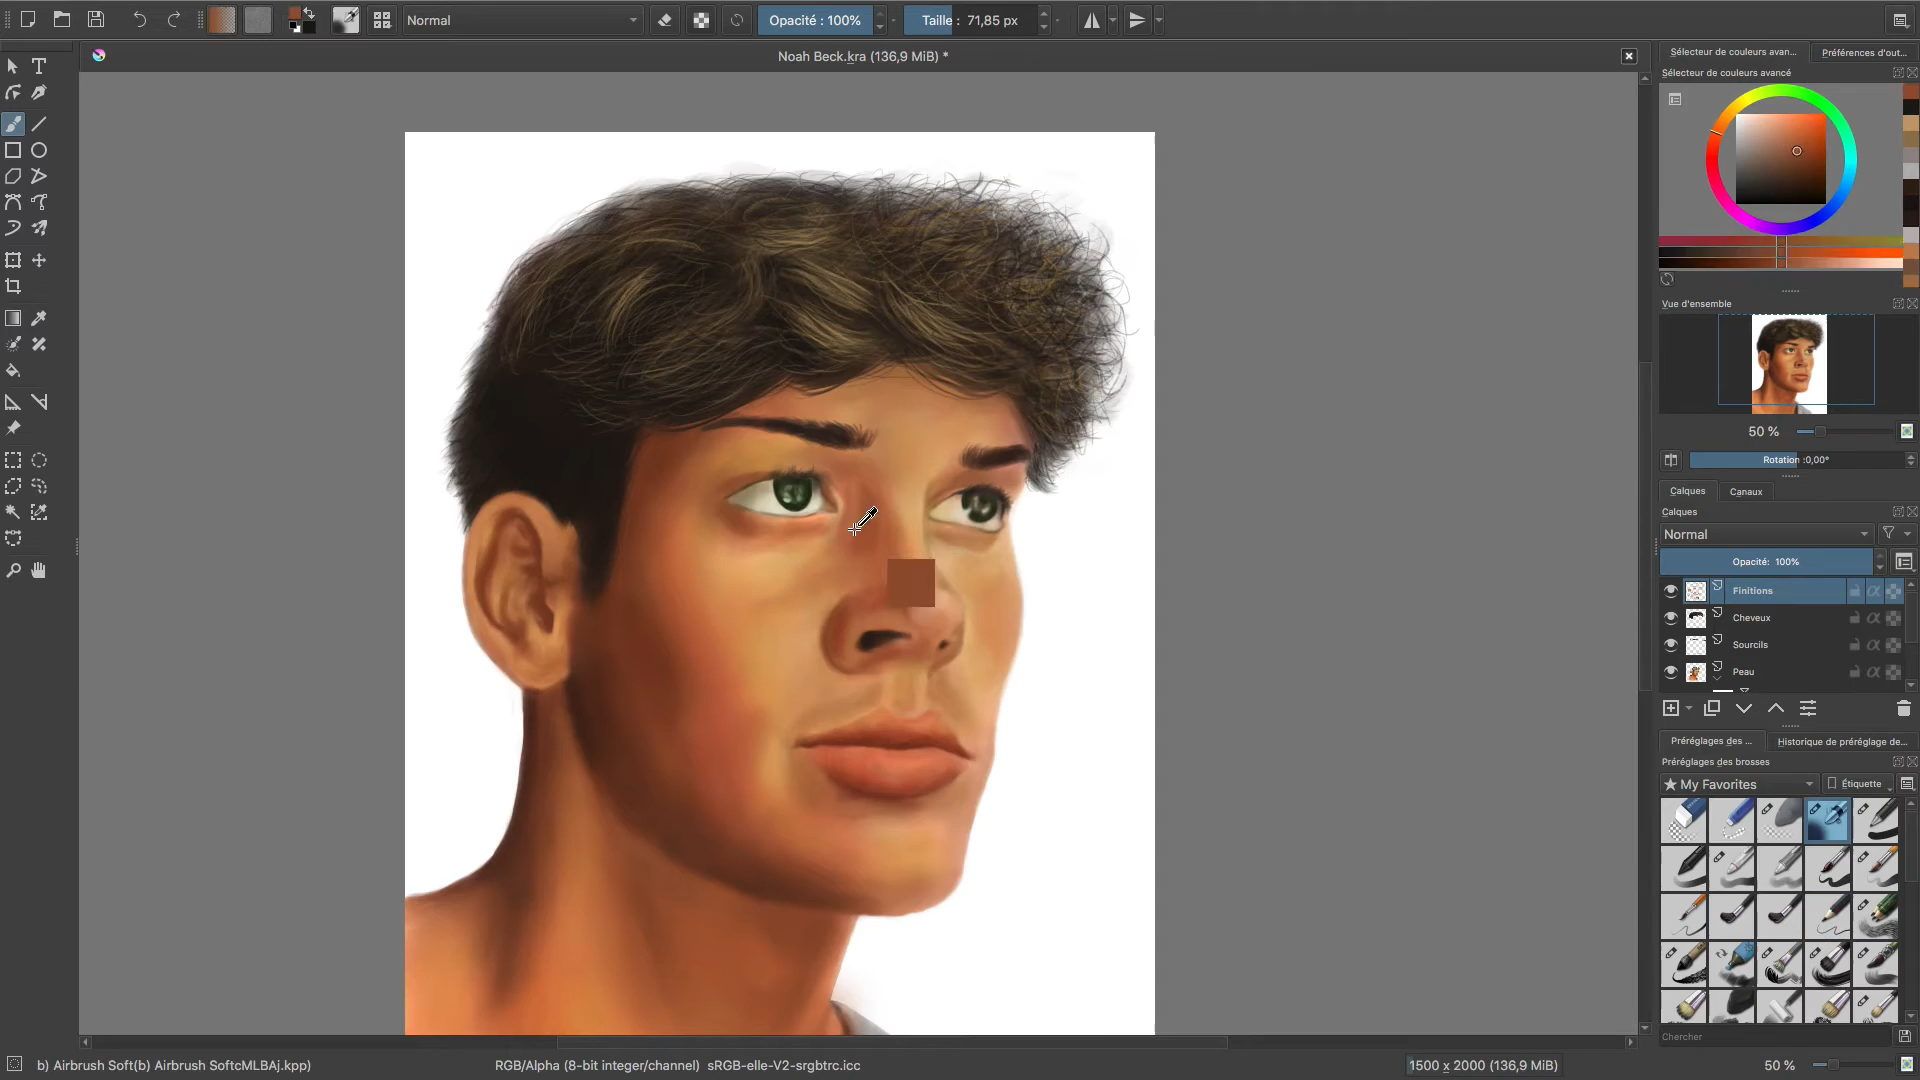 Normal
Opacité : 100%
Taille : 71,85 px
Noah Beck.kra (136,9 MiB) *
Sélecteur de couleurs avan...
Préférences d'out...
Sélecteur de couleurs avancé
Vue d'ensemble
50 %
Rotation :0,00°
Calques
Canaux
Calques
Normal
Opacité: 100%
Finitions
Cheveux
Sourcils
Peau
Préréglages des ...
Historique de préréglage de...
Préréglages des brosses
★ My Favorites
Étiquette
Chercher
b) Airbrush Soft(b) Airbrush SoftcMLBAj.kpp)
RGB/Alpha (8-bit integer/channel) sRGB-elle-V2-srgbtrc.icc
1500 x 2000 (136,9 MiB)
50 %